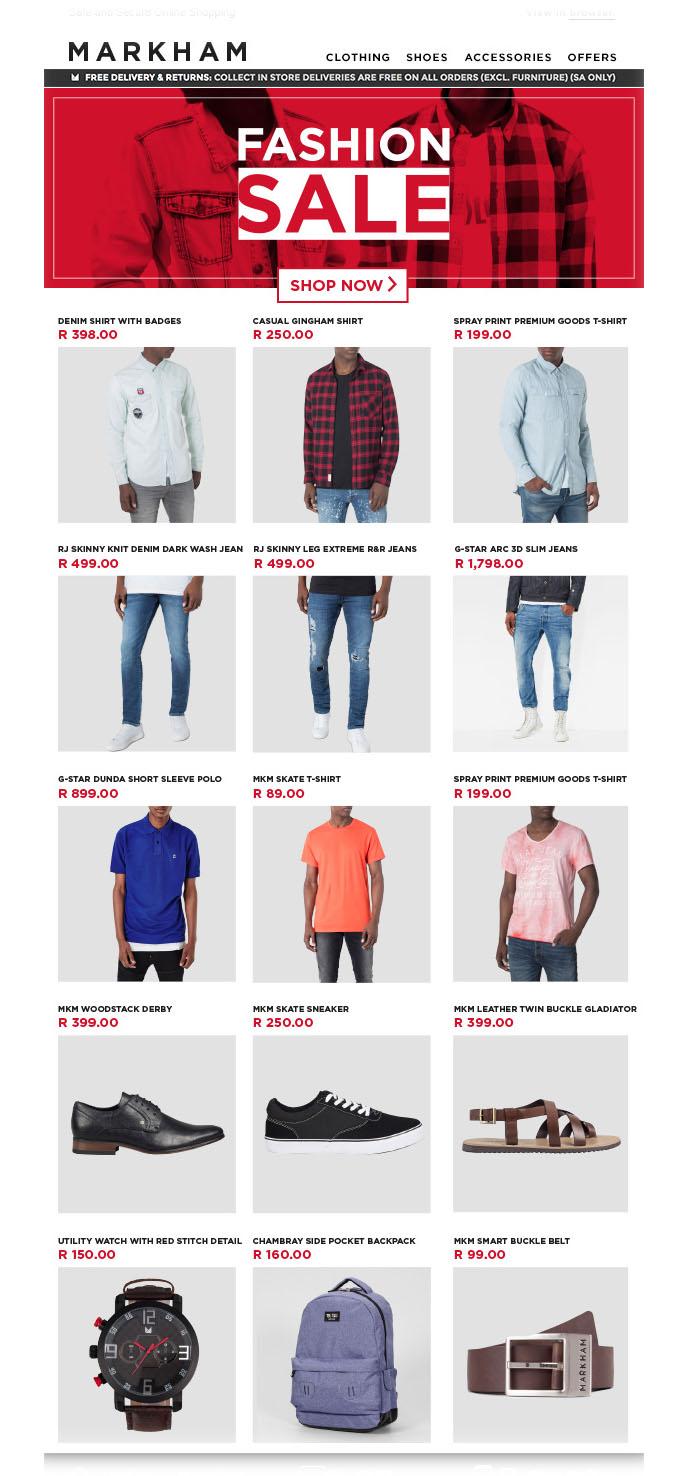 Safe and Secure Online Shopping
View in Browser
MARKHAM
CLOTHING SHOES ACCESSORIES OFFERS
FREE DELIVERY & RETURNS: COLLECT IN STORE DELIVERIES ARE FREE ON ALL ORDERS (EXCL. FURNITURE) (SA ONLY)
FASHION
SALE
SHOP NOW
DENIM SHIRT WITH BADGES
R 398.00
CASUAL GINGHAM SHIRT
R 250.00
SPRAY PRINT PREMIUM GOODS T-SHIRT
R 199.00
RJ SKINNY KNIT DENIM DARK WASH JEAN
R 499.00
RJ SKINNY LEG EXTREME R&R JEANS
R 499.00
G-STAR ARC 3D SLIM JEANS
R 1,798.00
G-STAR DUNDA SHORT SLEEVE POLO
R 899.00
MKM SKATE T-SHIRT
R 89.00
SPRAY PRINT PREMIUM GOODS T-SHIRT
R 199.00
MKM WOODSTACK DERBY
R 399.00
MKM SKATE SNEAKER
R 250.00
MKM LEATHER TWIN BUCKLE GLADIATOR
R 399.00
UTILITY WATCH WITH RED STITCH DETAIL
R 150.00
CHAMBRAY SIDE POCKET BACKPACK
R 160.00
MKM SMART BUCKLE BELT
R 99.00
12
3
6
MARKHAM